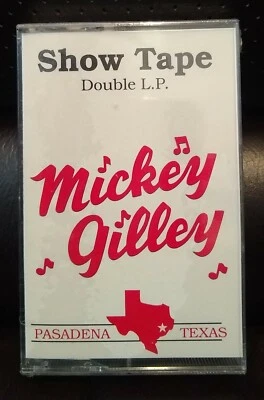 Show Tape
Double L.P.
Mickey
Gilley
PASADENA TEXAS